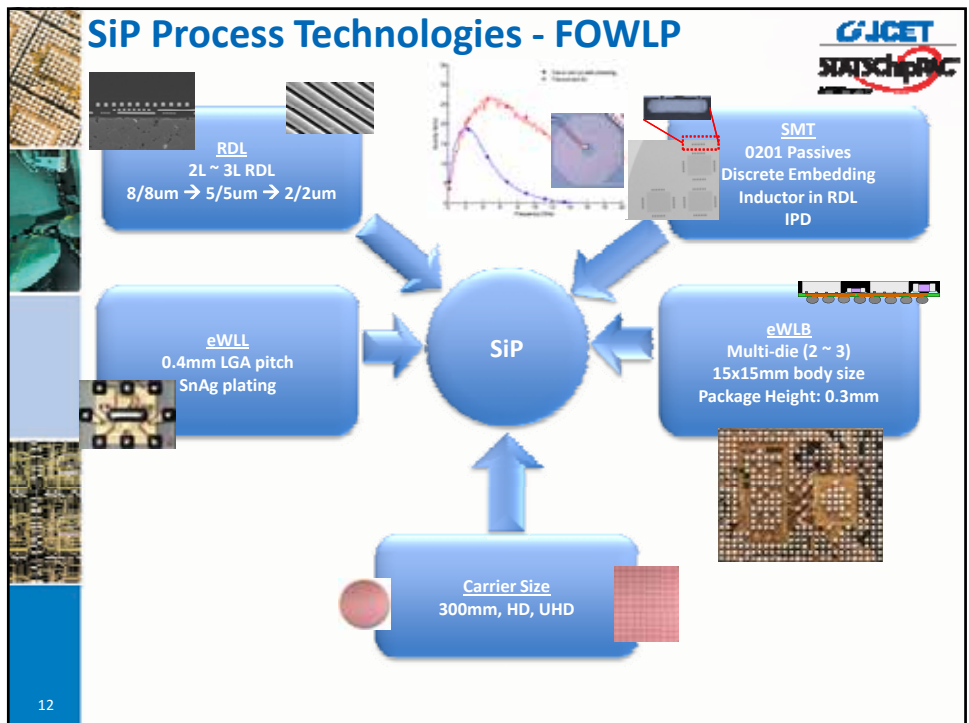 SiP Process Technologies - FOWLP
JCET
STATSChipPAC
RDL
2L ~ 3L RDL
8/8um → 5/5um → 2/2um
SMT
0201 Passives
Discrete Embedding
Inductor in RDL
IPD
eWLL
0.4mm LGA pitch
SnAg plating
SiP
eWLB
Multi-die (2 ~ 3)
15x15mm body size
Package Height: 0.3mm
Carrier Size
300mm, HD, UHD
12